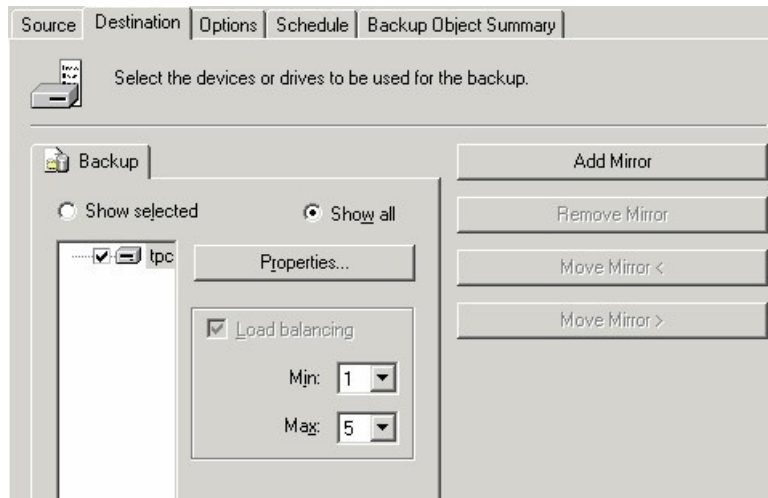 Source Destination Options Schedule Backup Object Summary
Select the devices or drives to be used for the backup.
Backup
Add Mirror
Show selected Show all
Remove Mirror
tpc Properties...
Move Mirror <
Load balancing
Move Mirror >
Min: 1
Max: 5